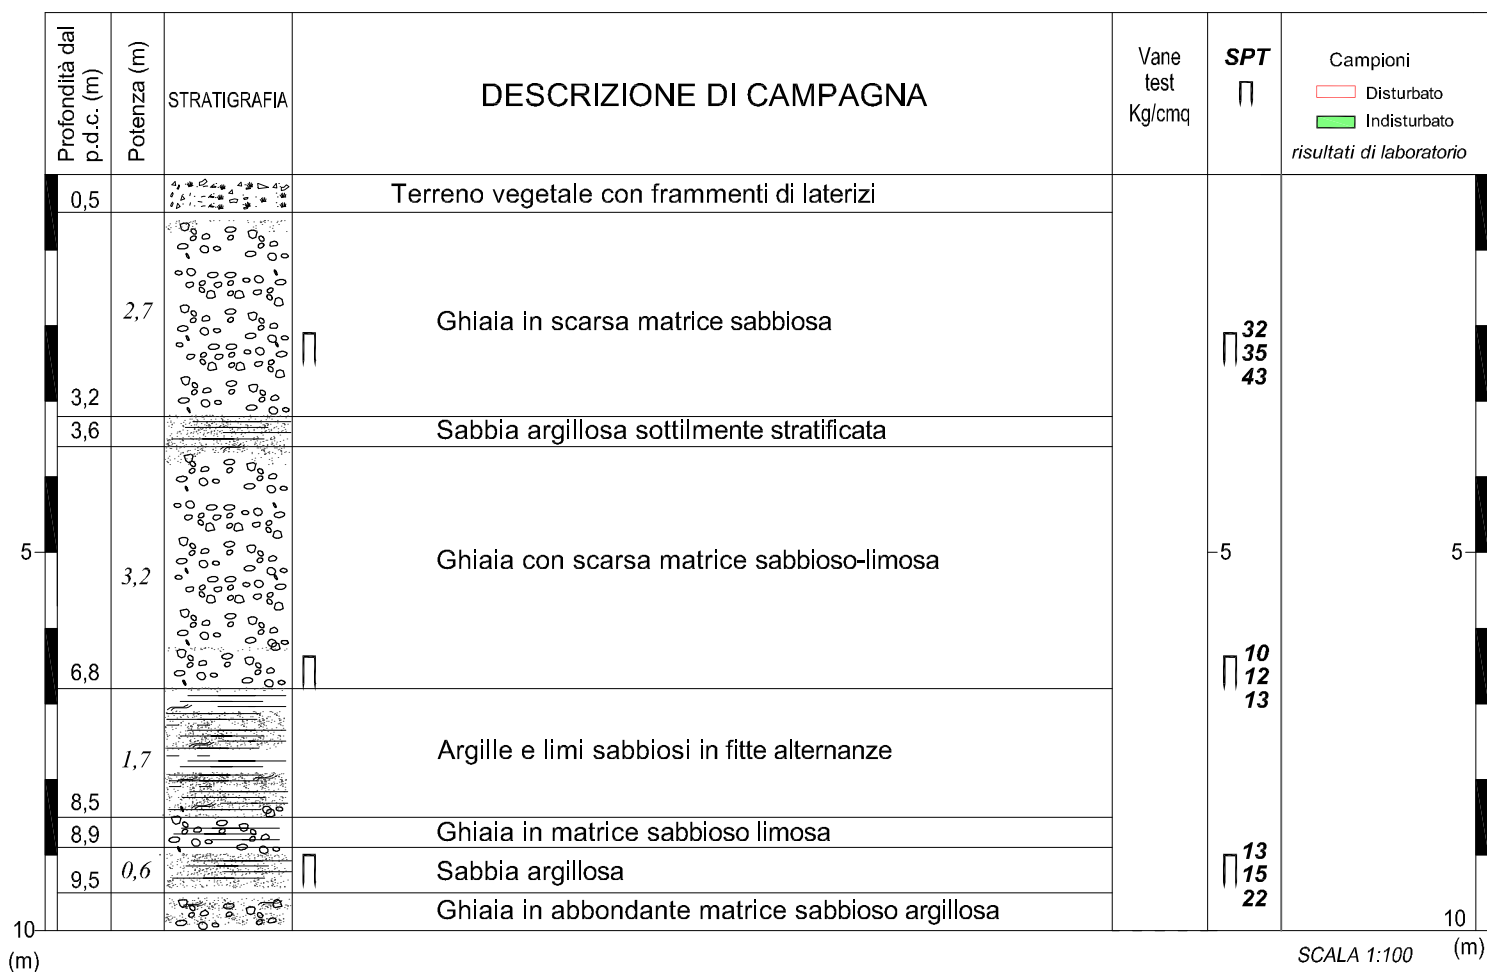 Profondità dal
p.d.c. (m)
Potenza (m)
STRATIGRAFIA
DESCRIZIONE DI CAMPAGNA
Vane
test
Kg/cmq
SPT
Campioni
Disturbato
Indisturbato
risultati di laboratorio
0,5
Terreno vegetale con frammenti di laterizi
2,7
Ghiaia in scarsa matrice sabbiosa
32
35
43
3,2
3,6
Sabbia argillosa sottilmente stratificata
5
3,2
Ghiaia con scarsa matrice sabbioso-limosa
5
5
6,8
10
12
13
1,7
Argille e limi sabbiosi in fitte alternanze
8,5
8,9
Ghiaia in matrice sabbioso limosa
9,5
0,6
Sabbia argillosa
13
15
22
Ghiaia in abbondante matrice sabbioso argillosa
10
10
(m)
SCALA 1:100
(m)